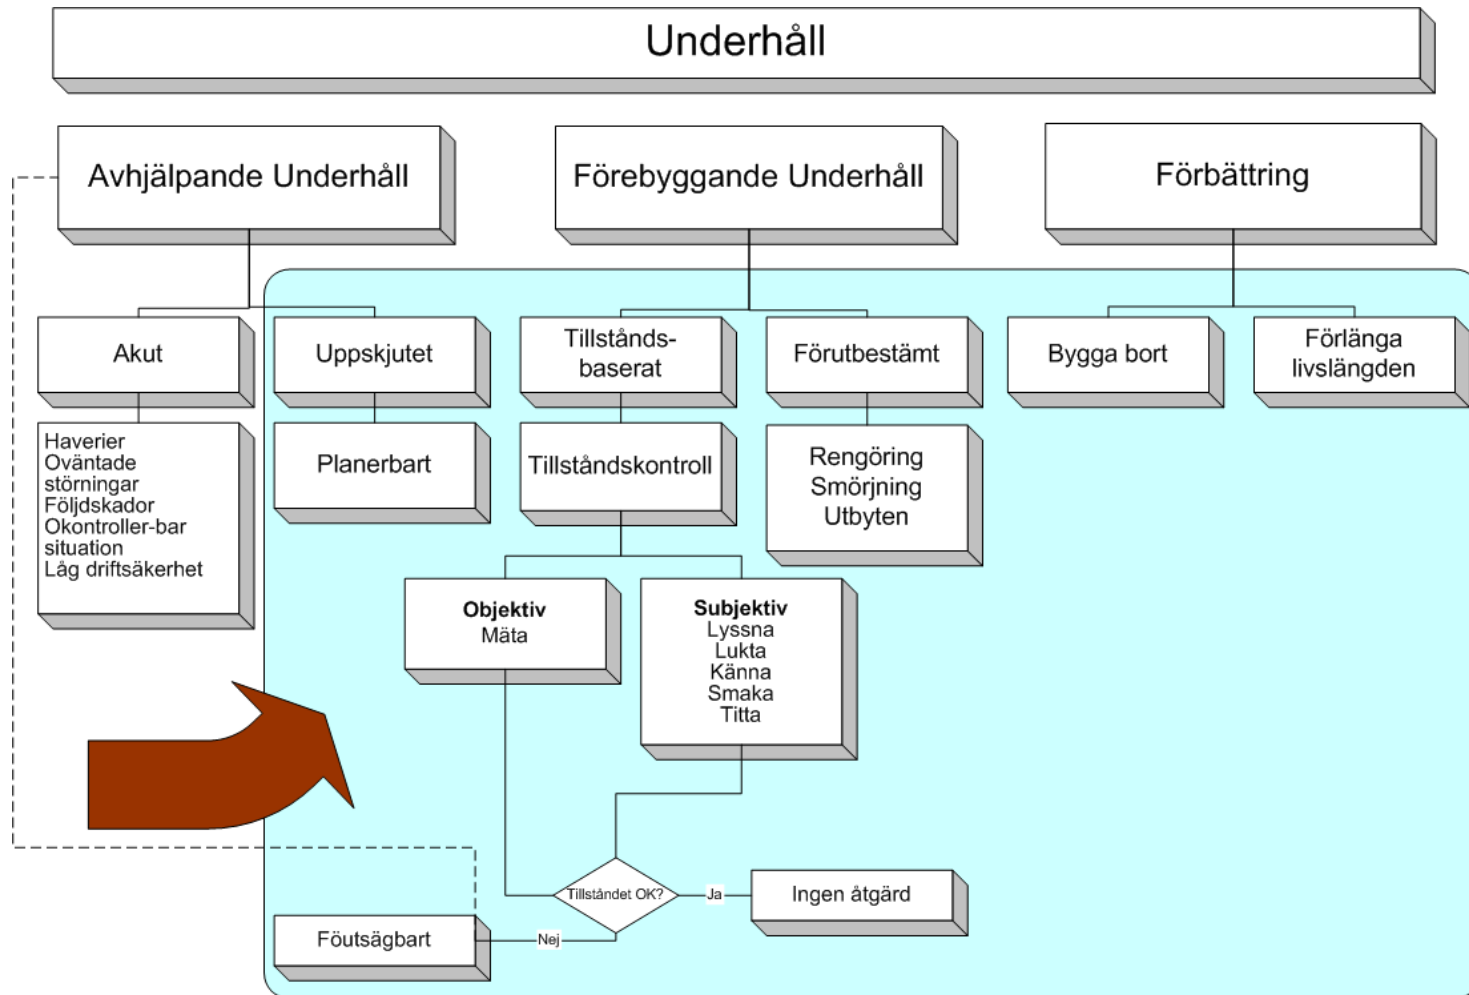 Underhåll
Avhjälpande Underhåll
Förebyggande Underhåll
Förbättring
Akut
Uppskjutet
Tillstånds-
baserat
Förutbestämt
Bygga bort
Förlänga
livslängden
Haverier
Oväntade
störningar
Följdskador
Okontroller-bar
situation
Låg driftsäkerhet
Planerbart
Tillståndskontroll
Rengöring
Smörjning
Utbyten
Objektiv
Mäta
Subjektiv
Lyssna
Lukta
Känna
Smaka
Titta
Tillståndet OK?
Ja
Ingen åtgärd
Nej
Föutsägbart